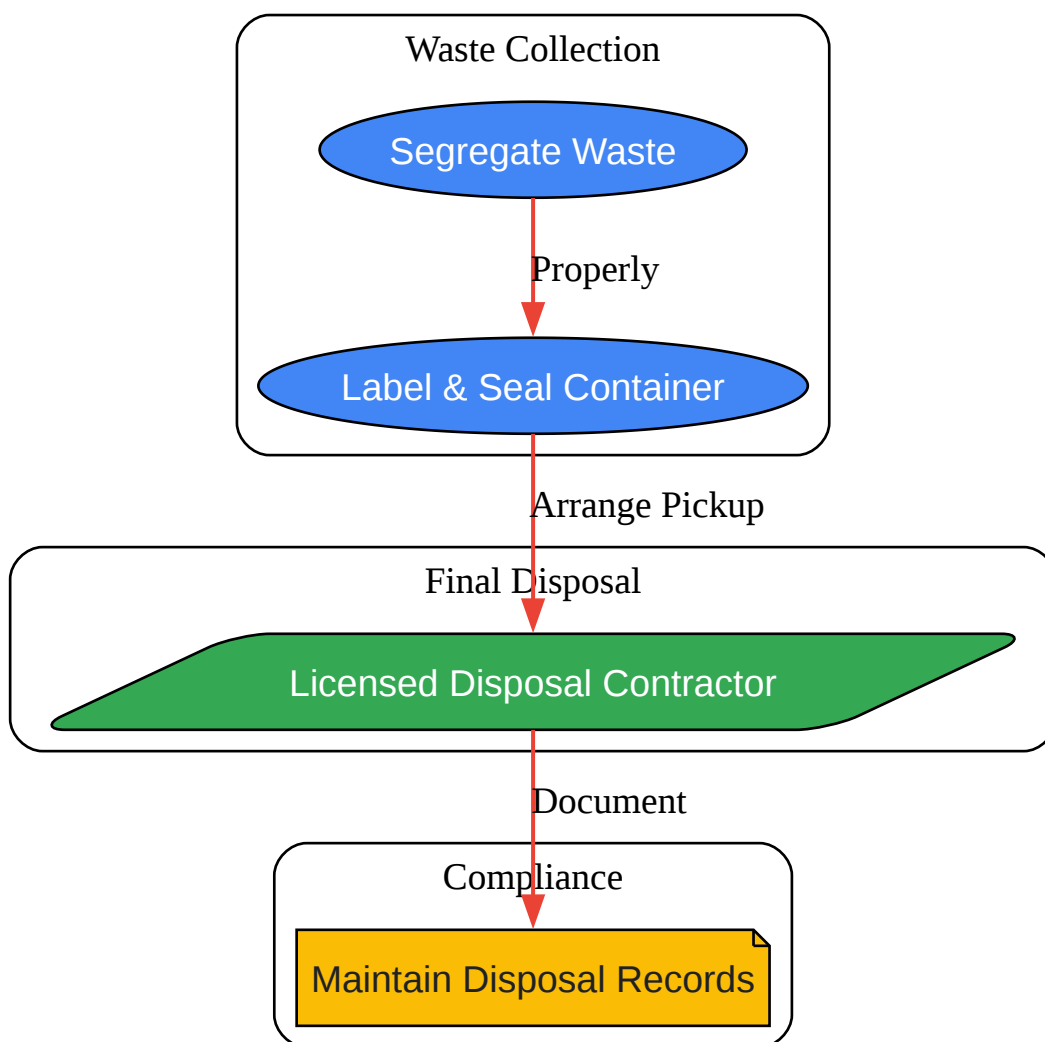 Waste Collection
Segregate Waste
Properly
Label & Seal Container
Arrange Pickup
Final Disposal
Licensed Disposal Contractor
Document
Compliance
Maintain Disposal Records